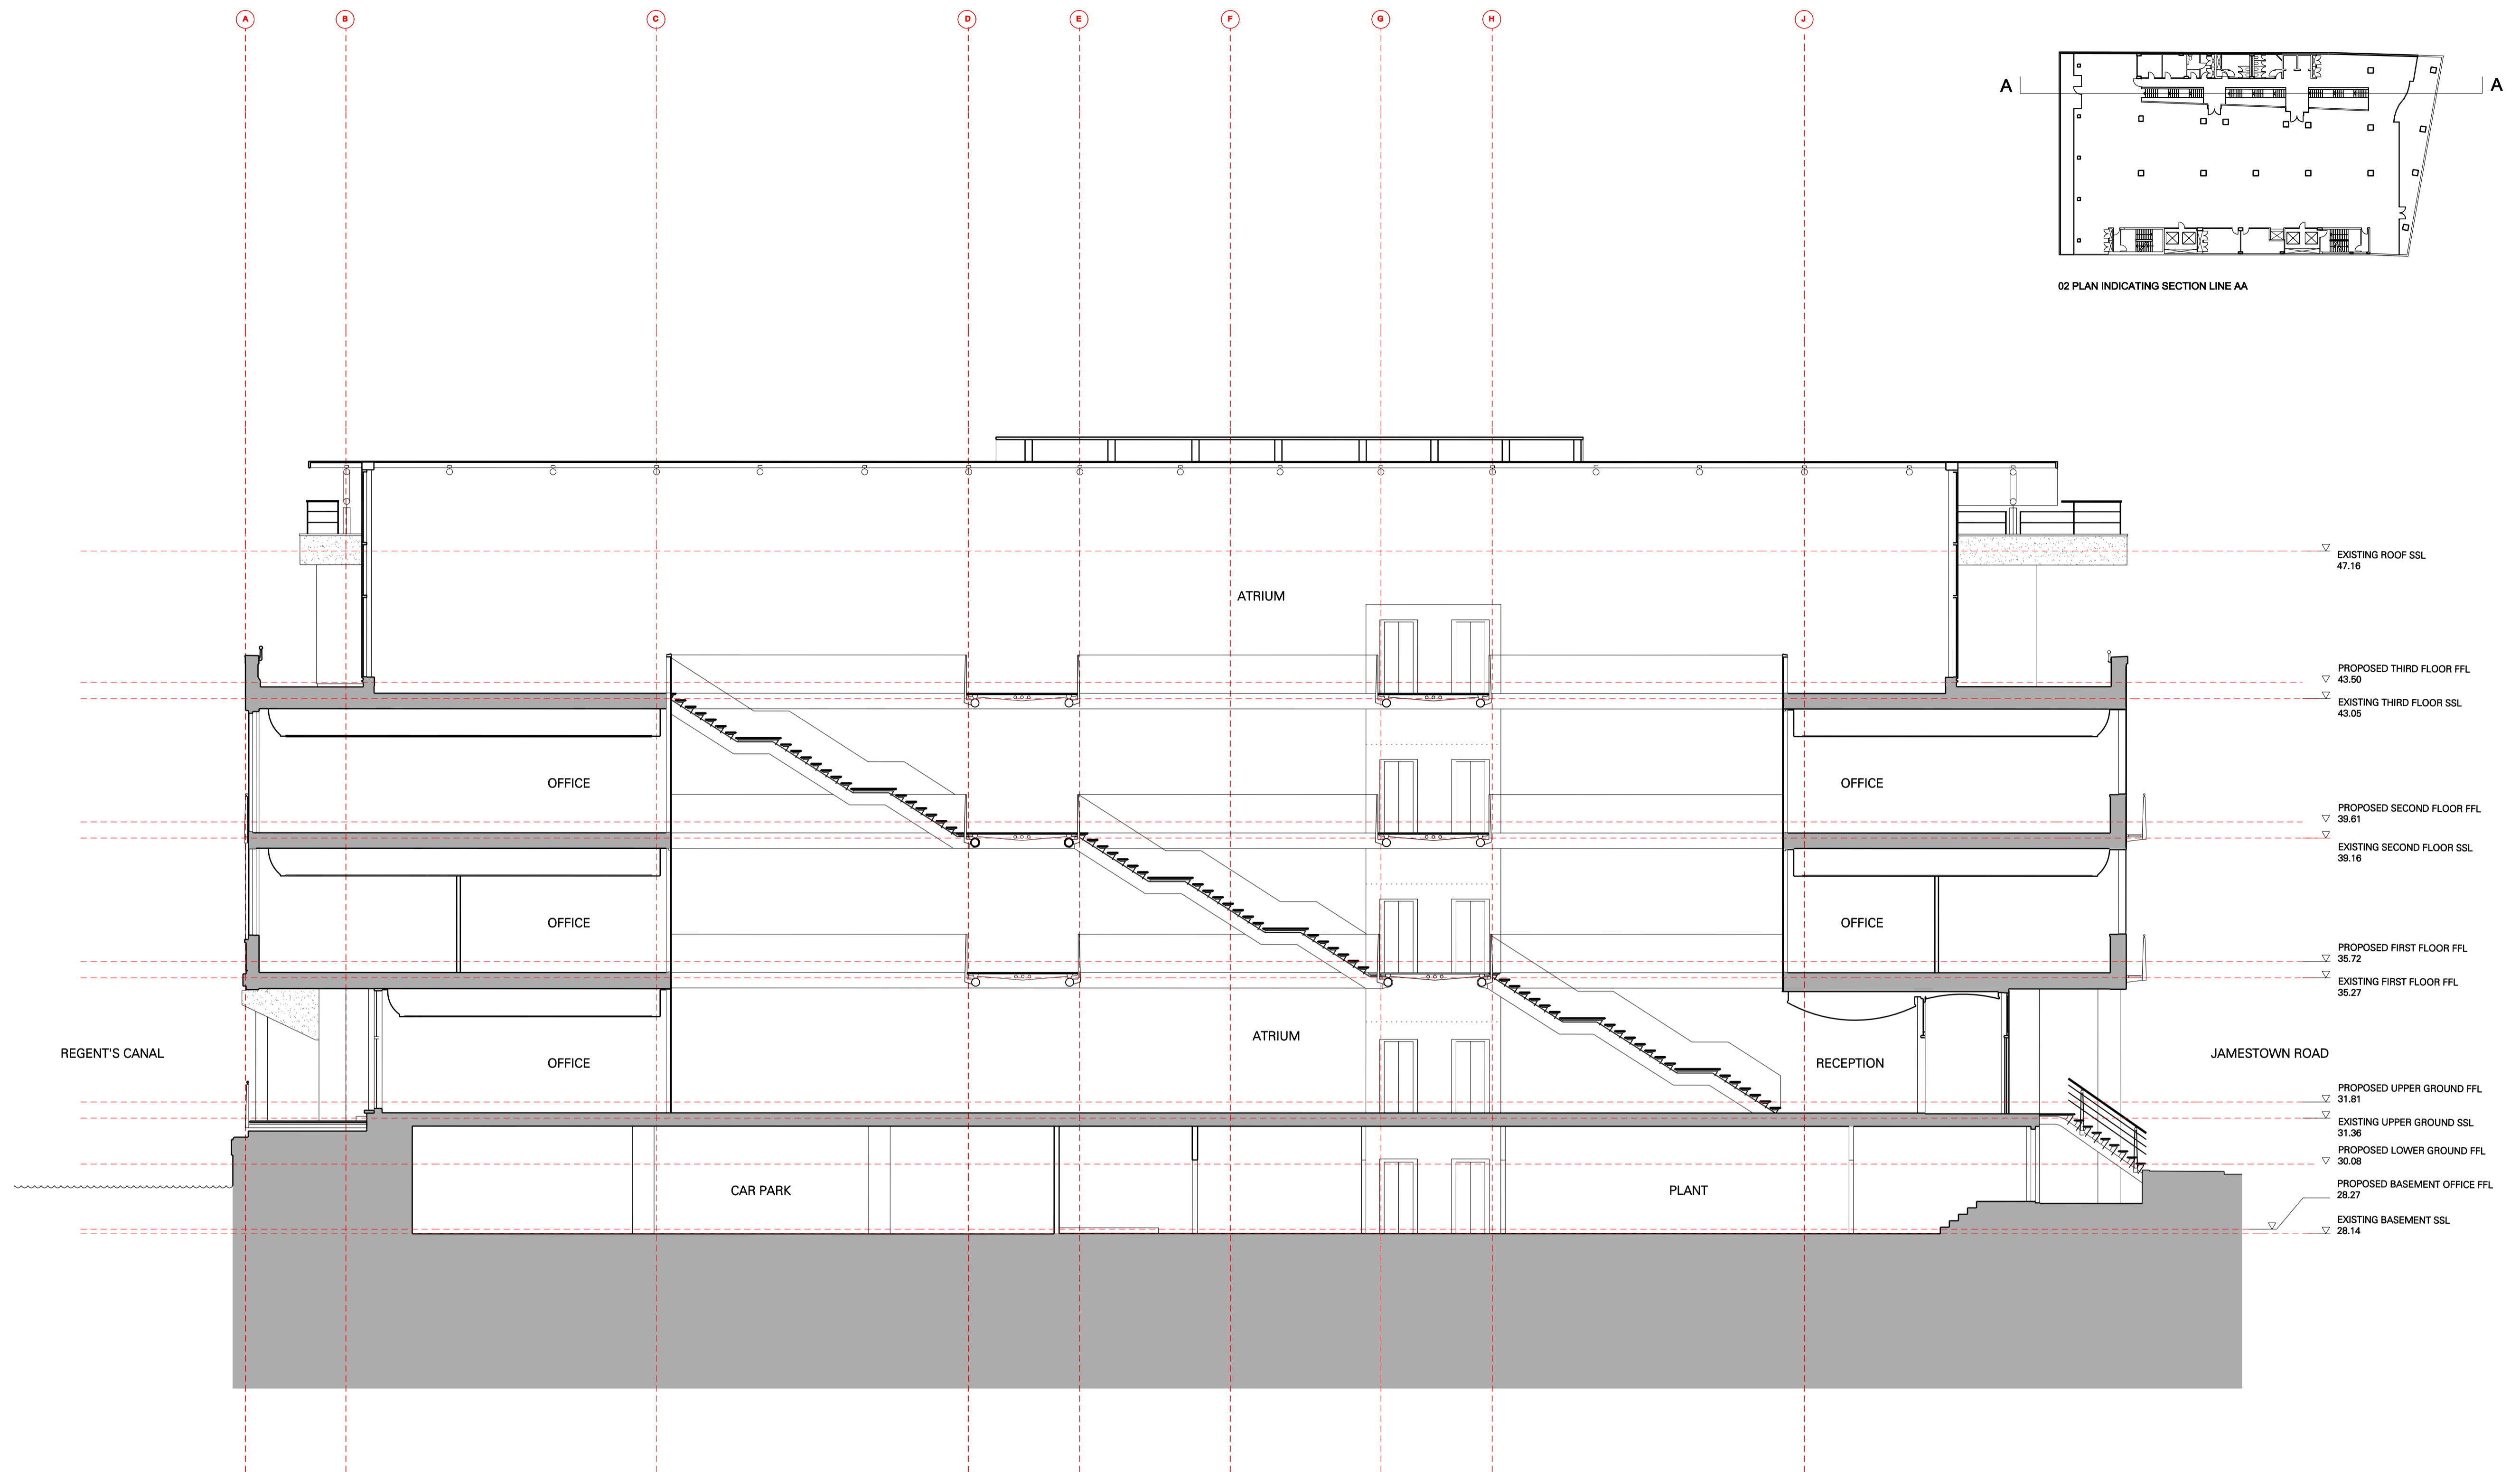 A
B
C
D
E
F
G
H
J
A
A
02 PLAN INDICATING SECTION LINE AA
EXISTING ROOF SSL
47.16
ATRIUM
PROPOSED THIRD FLOOR FFL
43.50
EXISTING THIRD FLOOR SSL
43.05
OFFICE
OFFICE
PROPOSED SECOND FLOOR FFL
39.61
EXISTING SECOND FLOOR SSL
39.16
OFFICE
OFFICE
PROPOSED FIRST FLOOR FFL
35.72
EXISTING FIRST FLOOR FFL
35.27
REGENT'S CANAL
OFFICE
ATRIUM
RECEPTION
JAMESTOWN ROAD
PROPOSED UPPER GROUND FFL
31.81
EXISTING UPPER GROUND SSL
31.36
PROPOSED LOWER GROUND FFL
30.08
CAR PARK
PLANT
PROPOSED BASEMENT OFFICE FFL
28.27
EXISTING BASEMENT SSL
28.14